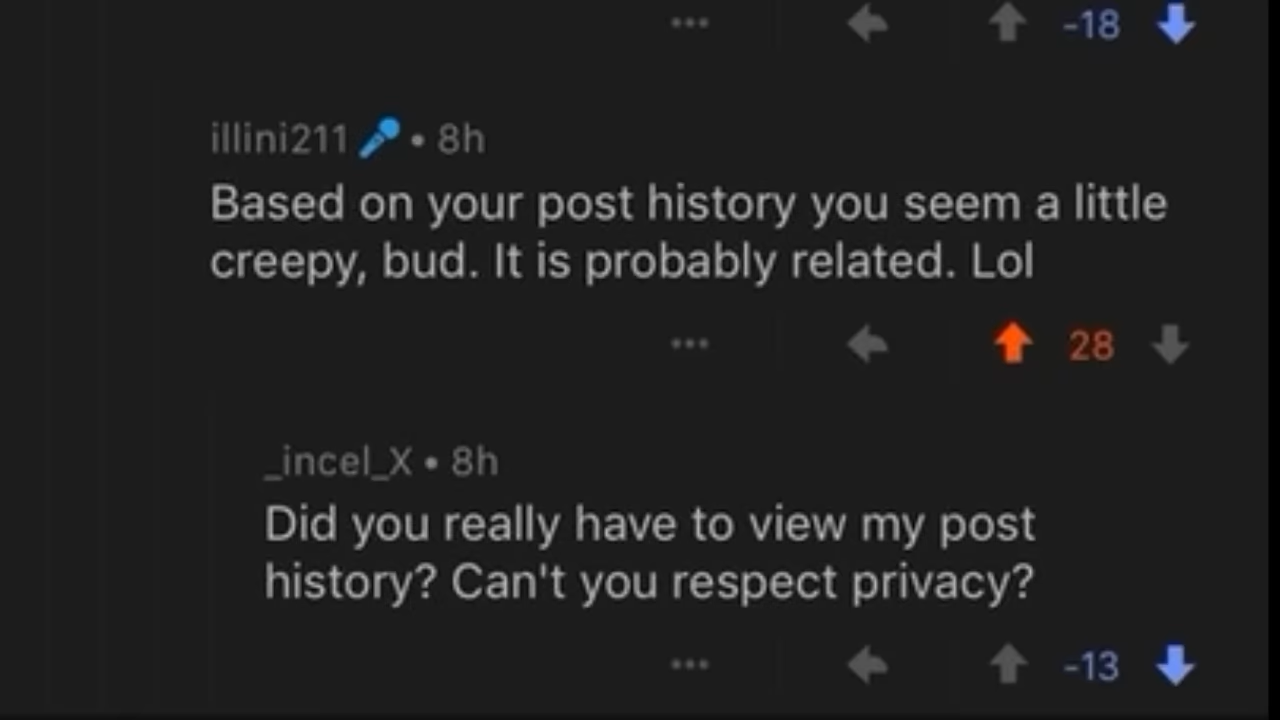 -18
illini211 🎤 • 8h
Based on your post history you seem a little
creepy, bud. It is probably related. Lol
28
_incel_X • 8h
Did you really have to view my post
history? Can't you respect privacy?
-13